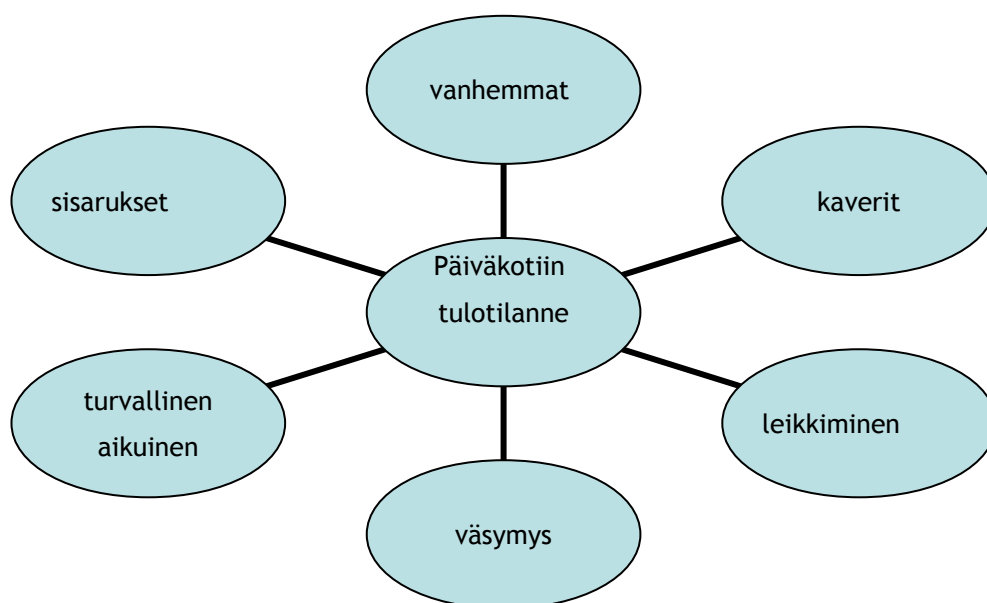 vanhemmat
sisarukset
kaverit
Päiväkotiin
tulotilanne
turvallinen
aikuinen
leikkiminen
väsymys